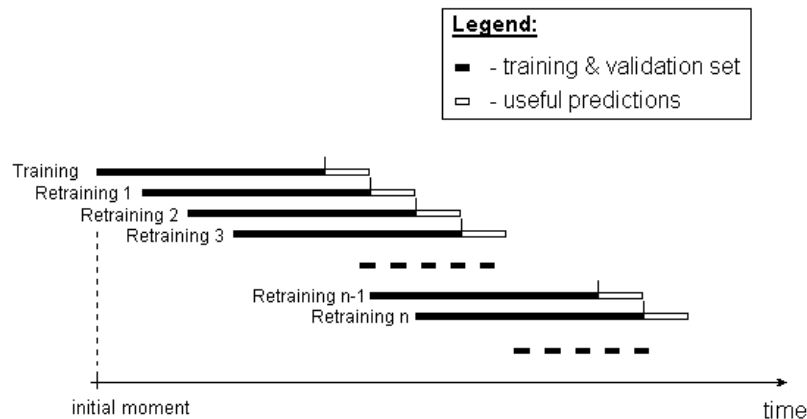 Legend:
- training & validation set
- useful predictions
Training
Retraining 1
Retraining 2
Retraining 3
Retraining n-1
Retraining n
initial moment
time